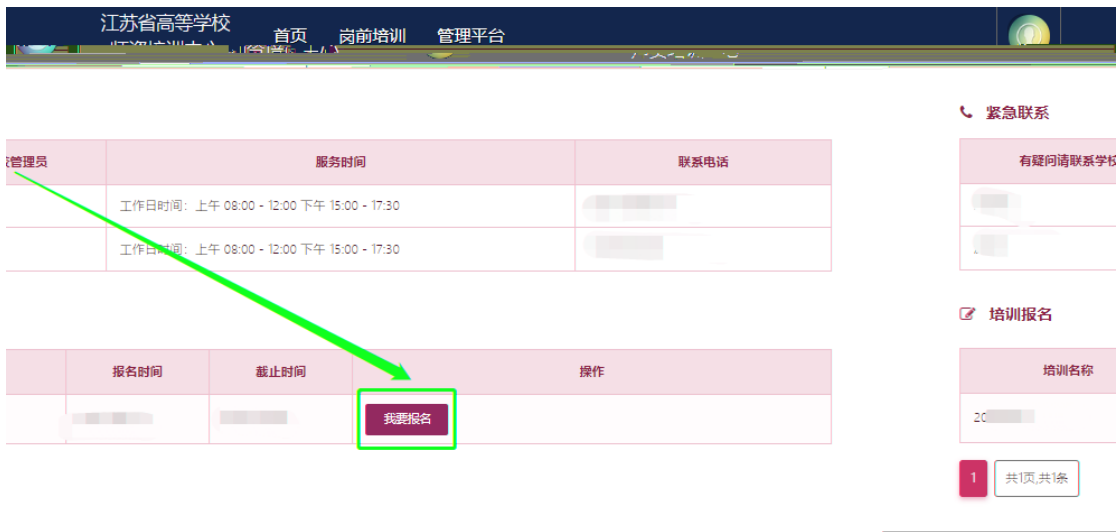 江苏省高等学校
首页 岗前培训 管理平台
紧急联系
管理员 服务时间 联系电话 有疑问请联系学校
工作日时间：上午 08:00 - 12:00 下午 15:00 - 17:30
工作日时间：上午 08:00 - 12:00 下午 15:00 - 17:30
培训报名
报名时间 截止时间 操作 培训名称
我要报名 20
1 共1页,共1条